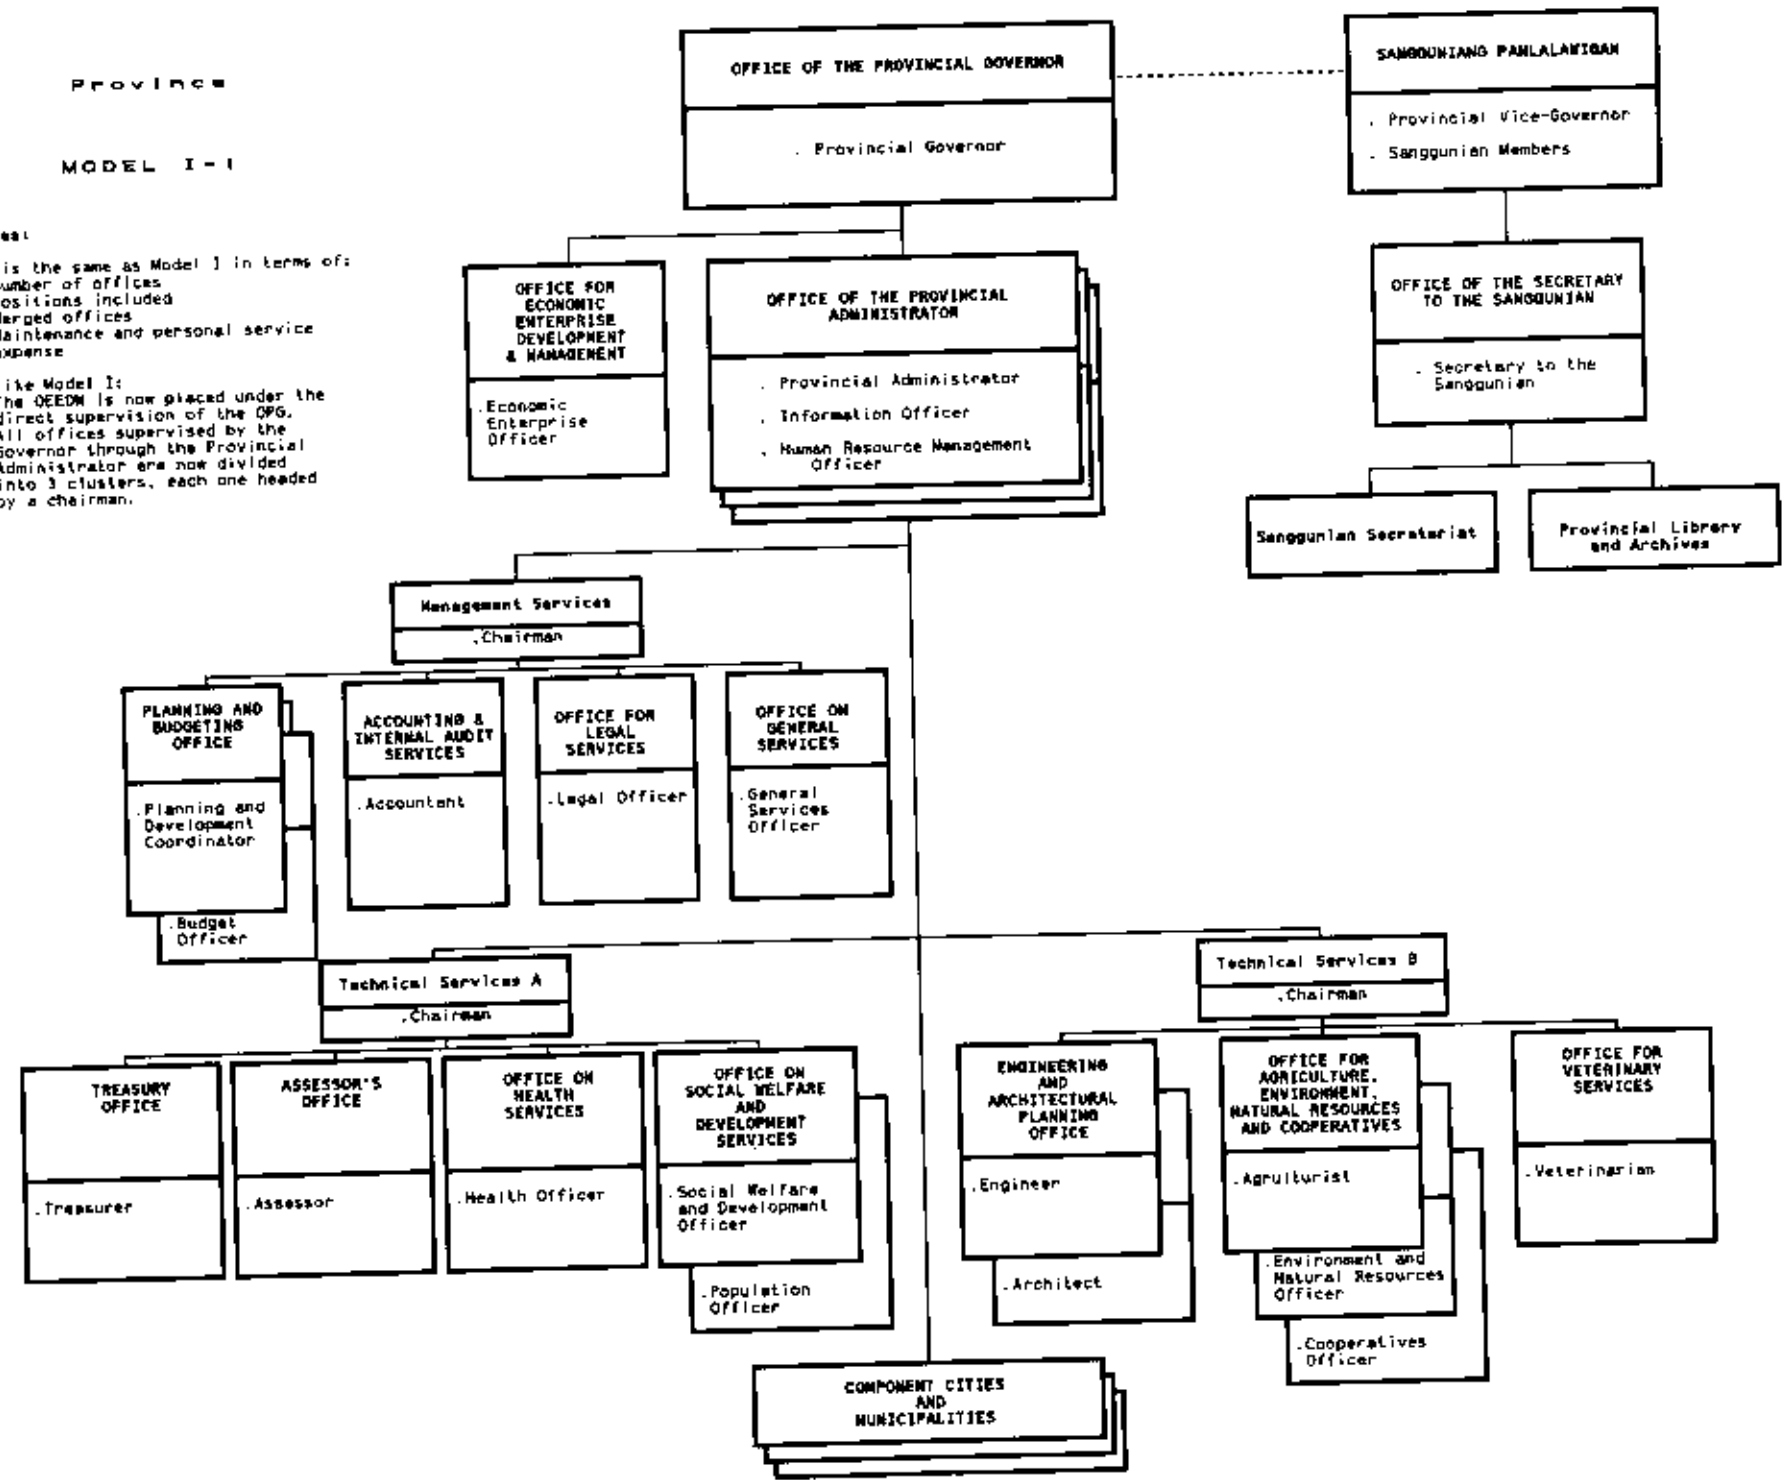 Province
MODEL I-1
is the same as Model I in terms of:
number of offices
positions included
merged offices
maintenance and personal service
expense
like Model I:
The OEEDM is now placed under the
direct supervision of the OPG.
All offices supervised by the
Governor through the Provincial
Administrator are now divided
into 3 clusters, each one headed
by a chairman.
OFFICE OF THE PROVINCIAL GOVERNOR
. Provincial Governor
SANGGUNIANG PANLALAWIGAN
. Provincial Vice-Governor
. Sanggunian Members
OFFICE FOR
ECONOMIC
ENTERPRISE
DEVELOPMENT
& MANAGEMENT
.Economic
Enterprise
Officer
OFFICE OF THE PROVINCIAL
ADMINISTRATOR
. Provincial Administrator
. Information Officer
. Human Resource Management
Officer
OFFICE OF THE SECRETARY
TO THE SANGGUNIAN
. Secretary to the
Sanggunian
Sanggunian Secretariat
Provincial Library
and Archives
Management Services
.Chairman
PLANNING AND
BUDGETING
OFFICE
.Planning and
Development
Coordinator
.Budget
Officer
ACCOUNTING &
INTERNAL AUDIT
SERVICES
.Accountant
OFFICE FOR
LEGAL
SERVICES
.Legal Officer
OFFICE ON
GENERAL
SERVICES
.General
Services
Officer
Technical Services A
.Chairman
Technical Services B
.Chairman
TREASURY
OFFICE
.Treasurer
ASSESSOR'S
OFFICE
.Assessor
OFFICE ON
HEALTH
SERVICES
.Health Officer
OFFICE ON
SOCIAL WELFARE
AND
DEVELOPMENT
SERVICES
.Social Welfare
and Development
Officer
.Population
Officer
ENGINEERING
AND
ARCHITECTURAL
PLANNING
OFFICE
.Engineer
.Architect
OFFICE FOR
AGRICULTURE,
ENVIRONMENT,
NATURAL RESOURCES
AND COOPERATIVES
.Agrulturist
.Environment and
Natural Resources
Officer
.Cooperatives
Officer
OFFICE FOR
VETERINARY
SERVICES
.Veterinarian
COMPONENT CITIES
AND
MUNICIPALITIES